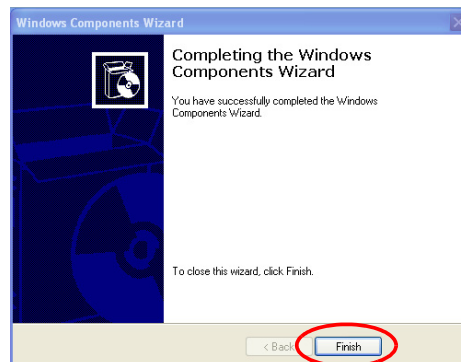 Windows Components Wizard
Completing the Windows
Components Wizard
You have successfully completed the Windows
Components Wizard.
To close this wizard, click Finish.
< Back
Finish